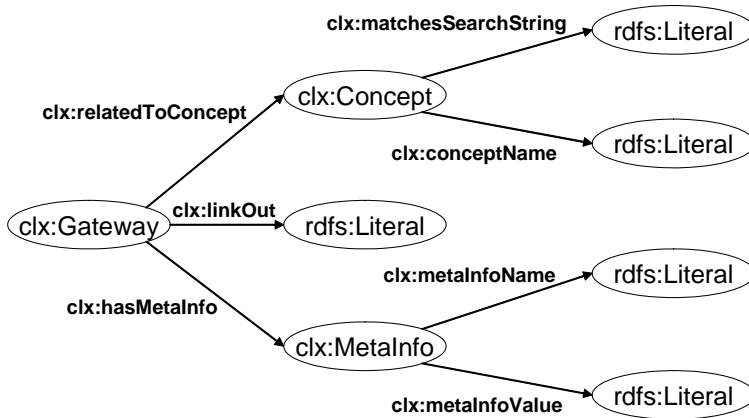 clx:matchesSearchString
rdfs:Literal
clx:Concept
clx:relatedToConcept
clx:conceptName
rdfs:Literal
clx:linkOut
clx:Gateway
rdfs:Literal
clx:metaInfoName
rdfs:Literal
clx:hasMetaInfo
clx:MetaInfo
clx:metaInfoValue
rdfs:Literal